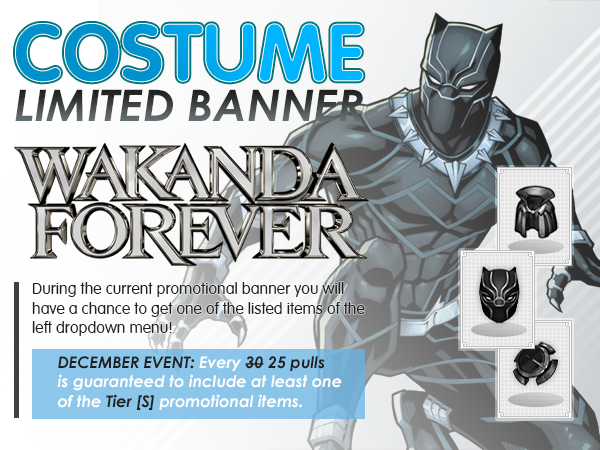 COSTUME
LIMITED BANNER
WAKANDA
FOREVER
During the current promotional banner you will
have a chance to get one of the listed items of the
left dropdown menu!
DECEMBER EVENT: Every 30 25 pulls
is guaranteed to include at least one
of the Tier [S] promotional items.